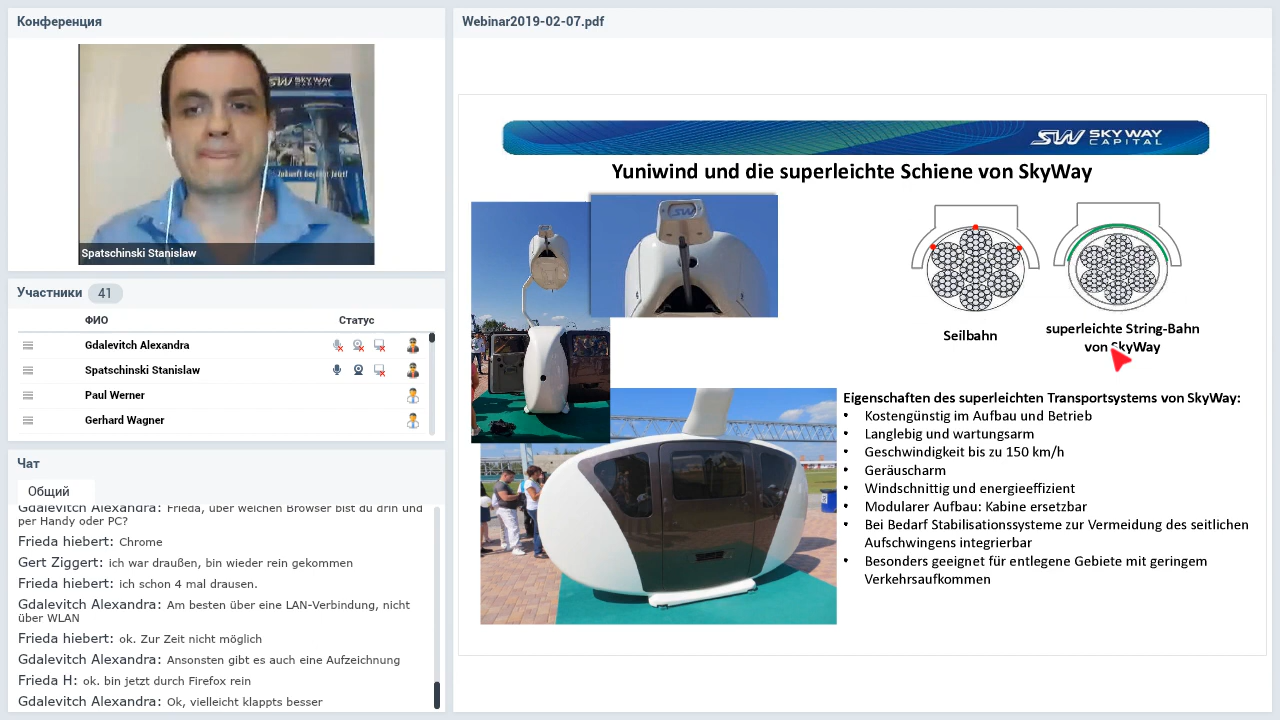 Конференция
SKY WAY
CAPITAL
Zukunft beginnt jetzt!
Spatschinski Stanislaw
Участники 41
ФИО Статус
Gdalevitch Alexandra
Spatschinski Stanislaw
Paul Werner
Gerhard Wagner
Чат
Общий
Gdalevitch Alexandra: Frieda, über welchen Browser bist du drin und
per Handy oder PC?
Frieda hiebert: Chrome
Gert Ziggert: ich war draußen, bin wieder rein gekommen
Frieda hiebert: ich schon 4 mal drausen.
Gdalevitch Alexandra: Am besten über eine LAN-Verbindung, nicht
über WLAN
Frieda hiebert: ok. Zur Zeit nicht möglich
Gdalevitch Alexandra: Ansonsten gibt es auch eine Aufzeichnung
Frieda H: ok. bin jetzt durch Firefox rein
Gdalevitch Alexandra: Ok, vielleicht klappts besser
Webinar2019-02-07.pdf
SW SKY WAY
CAPITAL
Yuniwind und die superleichte Schiene von SkyWay
SW
Seilbahn
superleichte String-Bahn
von SkyWay
Eigenschaften des superleichten Transportsystems von SkyWay:
• Kostengünstig im Aufbau und Betrieb
• Langlebig und wartungsarm
• Geschwindigkeit bis zu 150 km/h
• Geräuscharm
• Windschnittig und energieeffizient
• Modularer Aufbau: Kabine ersetzbar
• Bei Bedarf Stabilisationssysteme zur Vermeidung des seitlichen
Aufschwingens integrierbar
• Besonders geeignet für entlegene Gebiete mit geringem
Verkehrsaufkommen